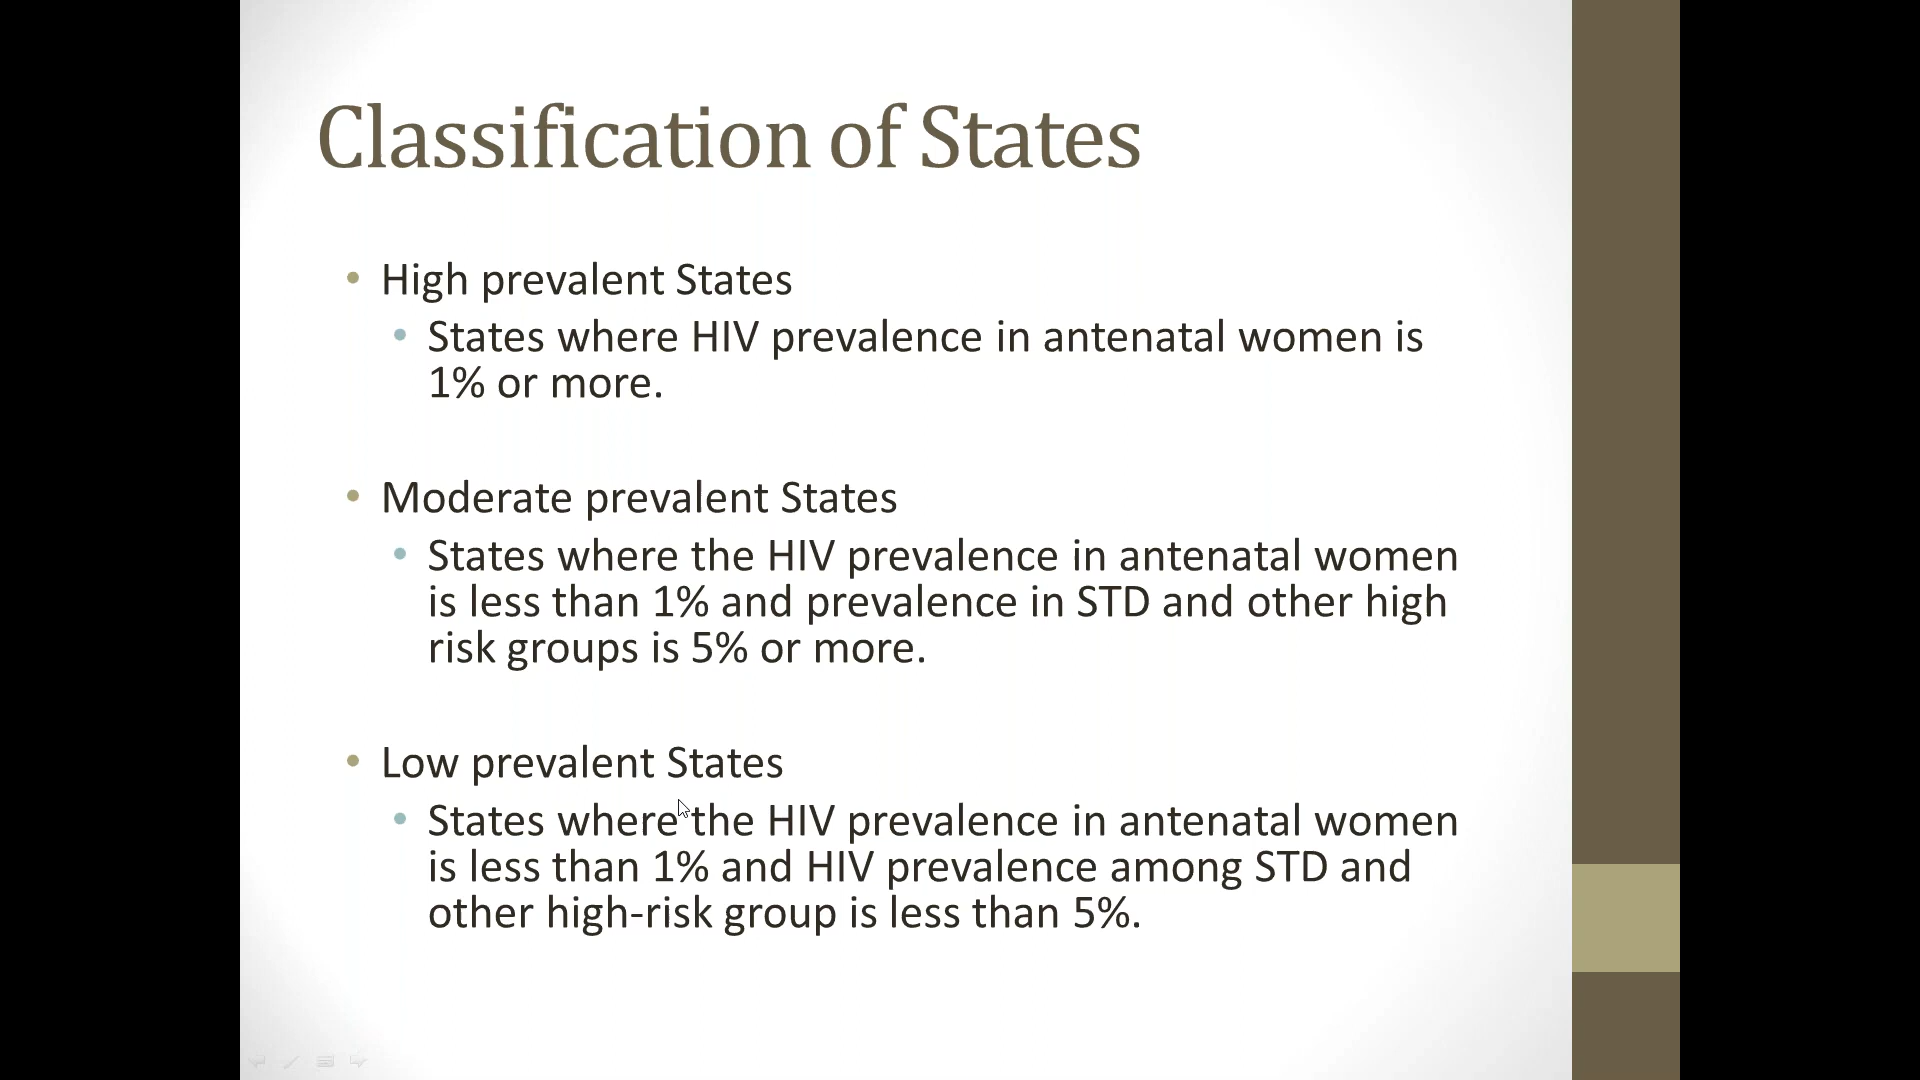 Classification of States
• High prevalent States
• States where HIV prevalence in antenatal women is
1% or more.
• Moderate prevalent States
• States where the HIV prevalence in antenatal women
is less than 1% and prevalence in STD and other high
risk groups is 5% or more.
• Low prevalent States
• States where the HIV prevalence in antenatal women
is less than 1% and HIV prevalence among STD and
other high-risk group is less than 5%.